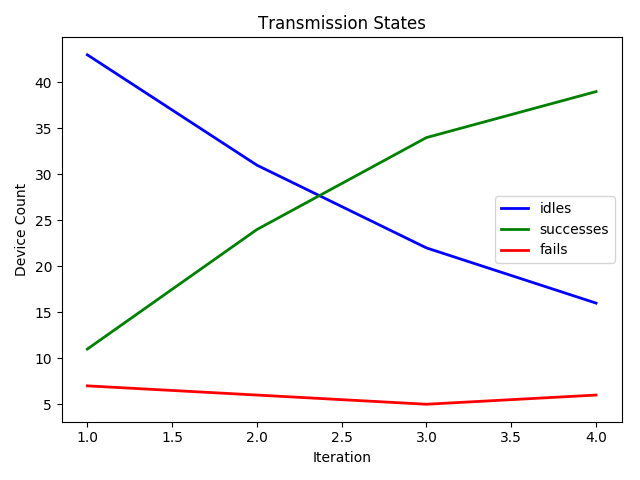 Transmission States
Device Count
40
35
30
25
20
15
10
5
idles
successes
fails
1.0 1.5 2.0 2.5 3.0 3.5 4.0
Iteration